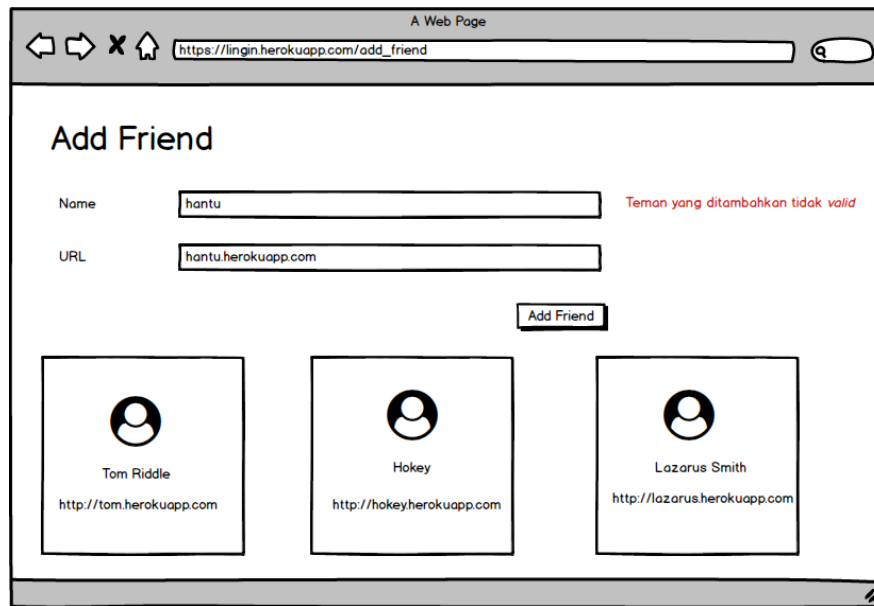 A Web Page
https://lingin.herokuapp.com/add_friend
Add Friend
Name
hantu
Teman yang ditambahkan tidak valid
URL
hantu.herokuapp.com
Add Friend
Tom Riddle
http://tom.herokuapp.com
Hokey
http://hokey.herokuapp.com
Lazarus Smith
http://lazarus.herokuapp.com